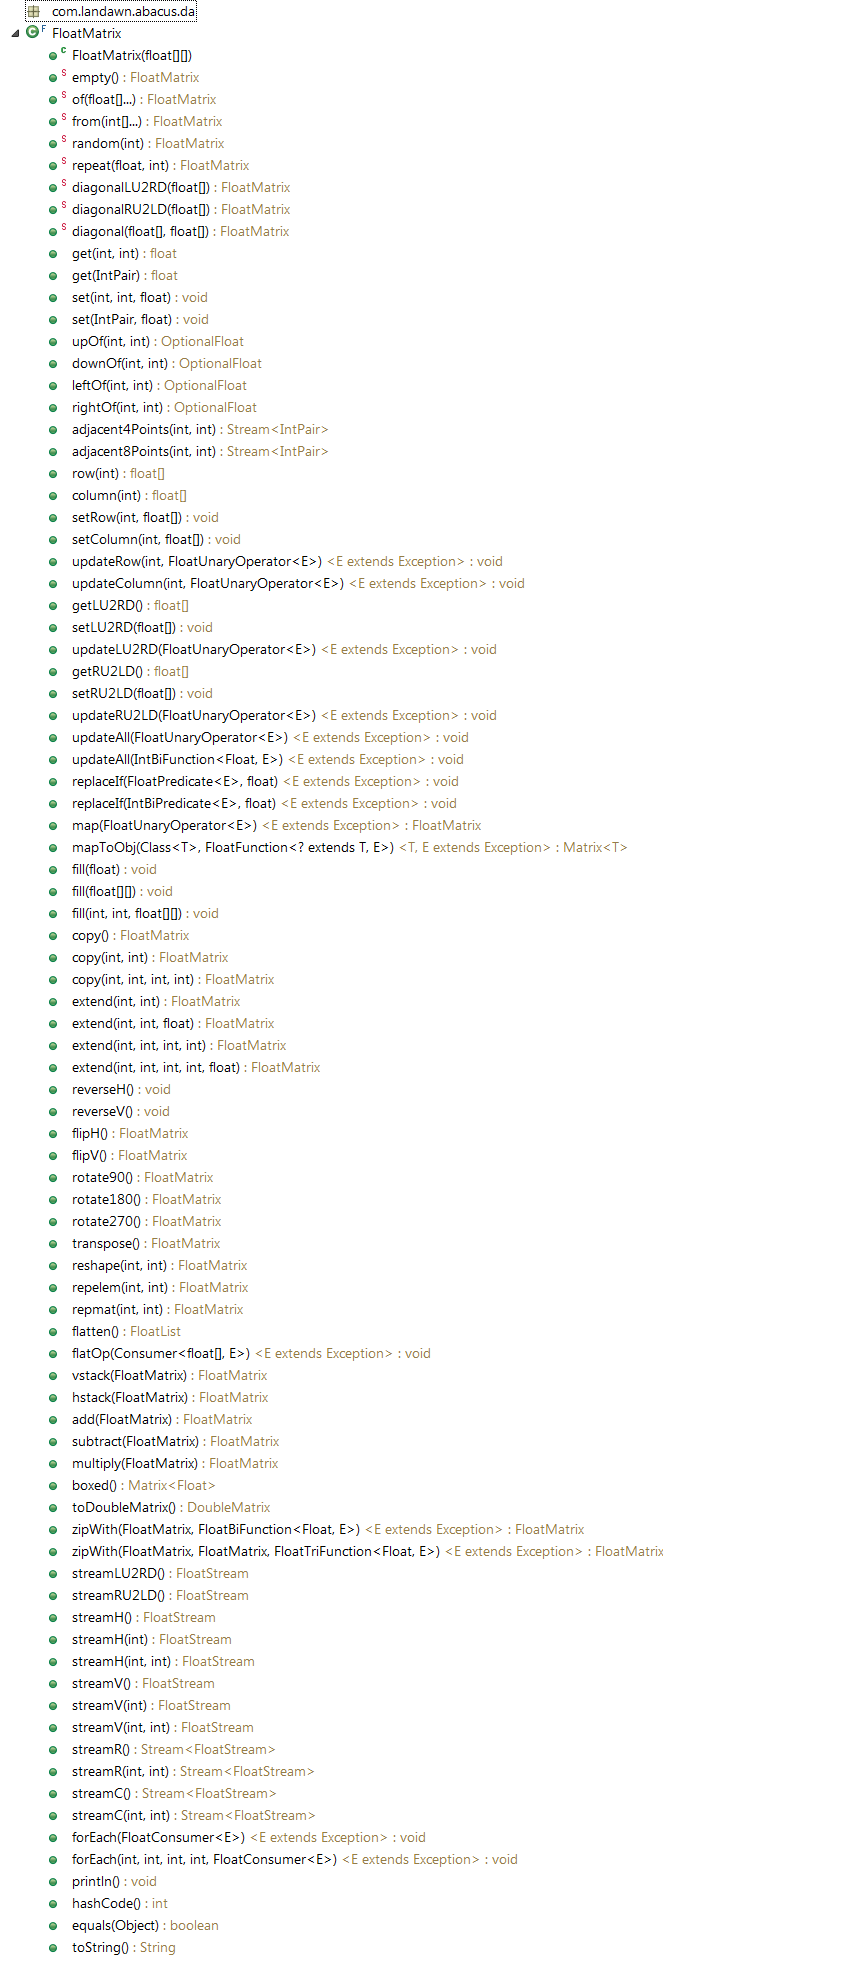 com.landawn.abacus.da
F FloatMatrix
C FloatMatrix(float[][])
S empty() : FloatMatrix
S of(float[]...) : FloatMatrix
S from(int[]...) : FloatMatrix
S random(int) : FloatMatrix
S repeat(float, int) : FloatMatrix
S diagonalLU2RD(float[]) : FloatMatrix
S diagonalRU2LD(float[]) : FloatMatrix
S diagonal(float[], float[]) : FloatMatrix
get(int, int) : float
get(IntPair) : float
set(int, int, float) : void
set(IntPair, float) : void
upOf(int, int) : OptionalFloat
downOf(int, int) : OptionalFloat
leftOf(int, int) : OptionalFloat
rightOf(int, int) : OptionalFloat
adjacent4Points(int, int) : Stream<IntPair>
adjacent8Points(int, int) : Stream<IntPair>
row(int) : float[]
column(int) : float[]
setRow(int, float[]) : void
setColumn(int, float[]) : void
updateRow(int, FloatUnaryOperator<E>) <E extends Exception> : void
updateColumn(int, FloatUnaryOperator<E>) <E extends Exception> : void
getLU2RD() : float[]
setLU2RD(float[]) : void
updateLU2RD(FloatUnaryOperator<E>) <E extends Exception> : void
getRU2LD() : float[]
setRU2LD(float[]) : void
updateRU2LD(FloatUnaryOperator<E>) <E extends Exception> : void
updateAll(FloatUnaryOperator<E>) <E extends Exception> : void
updateAll(IntBiFunction<Float, E>) <E extends Exception> : void
replaceIf(FloatPredicate<E>, float) <E extends Exception> : void
replaceIf(IntBiPredicate<E>, float) <E extends Exception> : void
map(FloatUnaryOperator<E>) <E extends Exception> : FloatMatrix
mapToObj(Class<T>, FloatFunction<? extends T, E>) <T, E extends Exception> : Matrix<T>
fill(float) : void
fill(float[][]) : void
fill(int, int, float[][]) : void
copy() : FloatMatrix
copy(int, int) : FloatMatrix
copy(int, int, int, int) : FloatMatrix
extend(int, int) : FloatMatrix
extend(int, int, float) : FloatMatrix
extend(int, int, int, int) : FloatMatrix
extend(int, int, int, int, float) : FloatMatrix
reverseH() : void
reverseV() : void
flipH() : FloatMatrix
flipV() : FloatMatrix
rotate90() : FloatMatrix
rotate180() : FloatMatrix
rotate270() : FloatMatrix
transpose() : FloatMatrix
reshape(int, int) : FloatMatrix
repelem(int, int) : FloatMatrix
repmat(int, int) : FloatMatrix
flatten() : FloatList
flatOp(Consumer<float[], E>) <E extends Exception> : void
vstack(FloatMatrix) : FloatMatrix
hstack(FloatMatrix) : FloatMatrix
add(FloatMatrix) : FloatMatrix
subtract(FloatMatrix) : FloatMatrix
multiply(FloatMatrix) : FloatMatrix
boxed() : Matrix<Float>
toDoubleMatrix() : DoubleMatrix
zipWith(FloatMatrix, FloatBiFunction<Float, E>) <E extends Exception> : FloatMatrix
zipWith(FloatMatrix, FloatMatrix, FloatTriFunction<Float, E>) <E extends Exception> : FloatMatrix
streamLU2RD() : FloatStream
streamRU2LD() : FloatStream
streamH() : FloatStream
streamH(int) : FloatStream
streamH(int, int) : FloatStream
streamV() : FloatStream
streamV(int) : FloatStream
streamV(int, int) : FloatStream
streamR() : Stream<FloatStream>
streamR(int, int) : Stream<FloatStream>
streamC() : Stream<FloatStream>
streamC(int, int) : Stream<FloatStream>
forEach(FloatConsumer<E>) <E extends Exception> : void
forEach(int, int, int, int, FloatConsumer<E>) <E extends Exception> : void
println() : void
hashCode() : int
equals(Object) : boolean
toString() : String